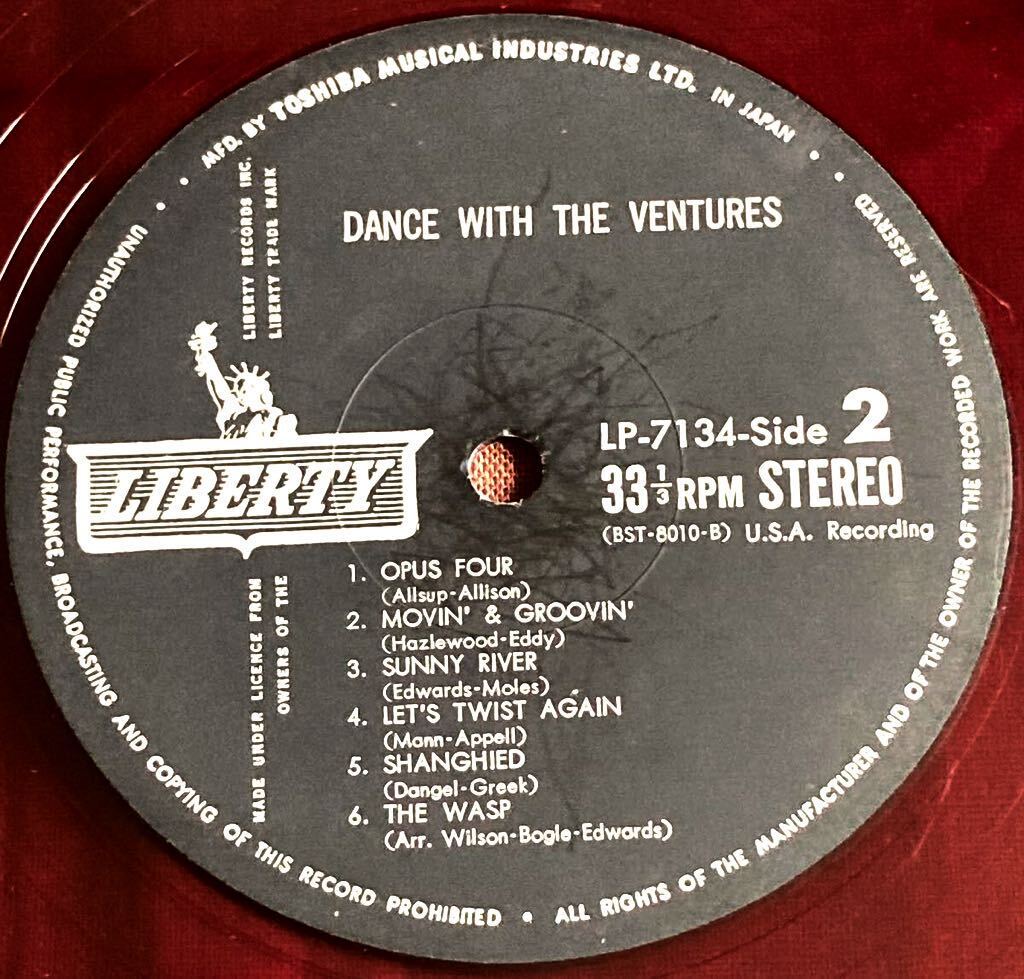 MFD. BY TOSHIBA MUSICAL INDUSTRIES LTD. IN JAPAN
LIBERTY RECORDS INC.
LIBERTY TRADE MARK
DANCE WITH THE VENTURES
LIBERTY
LP-7134-Side 2
33 1/3 RPM STEREO
(BST-8010-B) U.S.A. Recording
MADE UNDER LICENCE FROM
OWNERS OF THE
1. OPUS FOUR
(Allsup-Allison)
2. MOVIN' & GROOVIN'
(Hazlewood-Eddy)
3. SUNNY RIVER
(Edwards-Moles)
4. LET'S TWIST AGAIN
(Mann-Appell)
5. SHANGHIED
(Dangel-Greek)
6. THE WASP
(Arr. Wilson-Bogle-Edwards)
UNAUTHORIZED PUBLIC PERFORMANCE, BROADCASTING AND COPYING OF THIS RECORD PROHIBITED • ALL RIGHTS OF THE MANUFACTURER AND OF THE OWNER OF THE RECORDED WORK ARE RESERVED